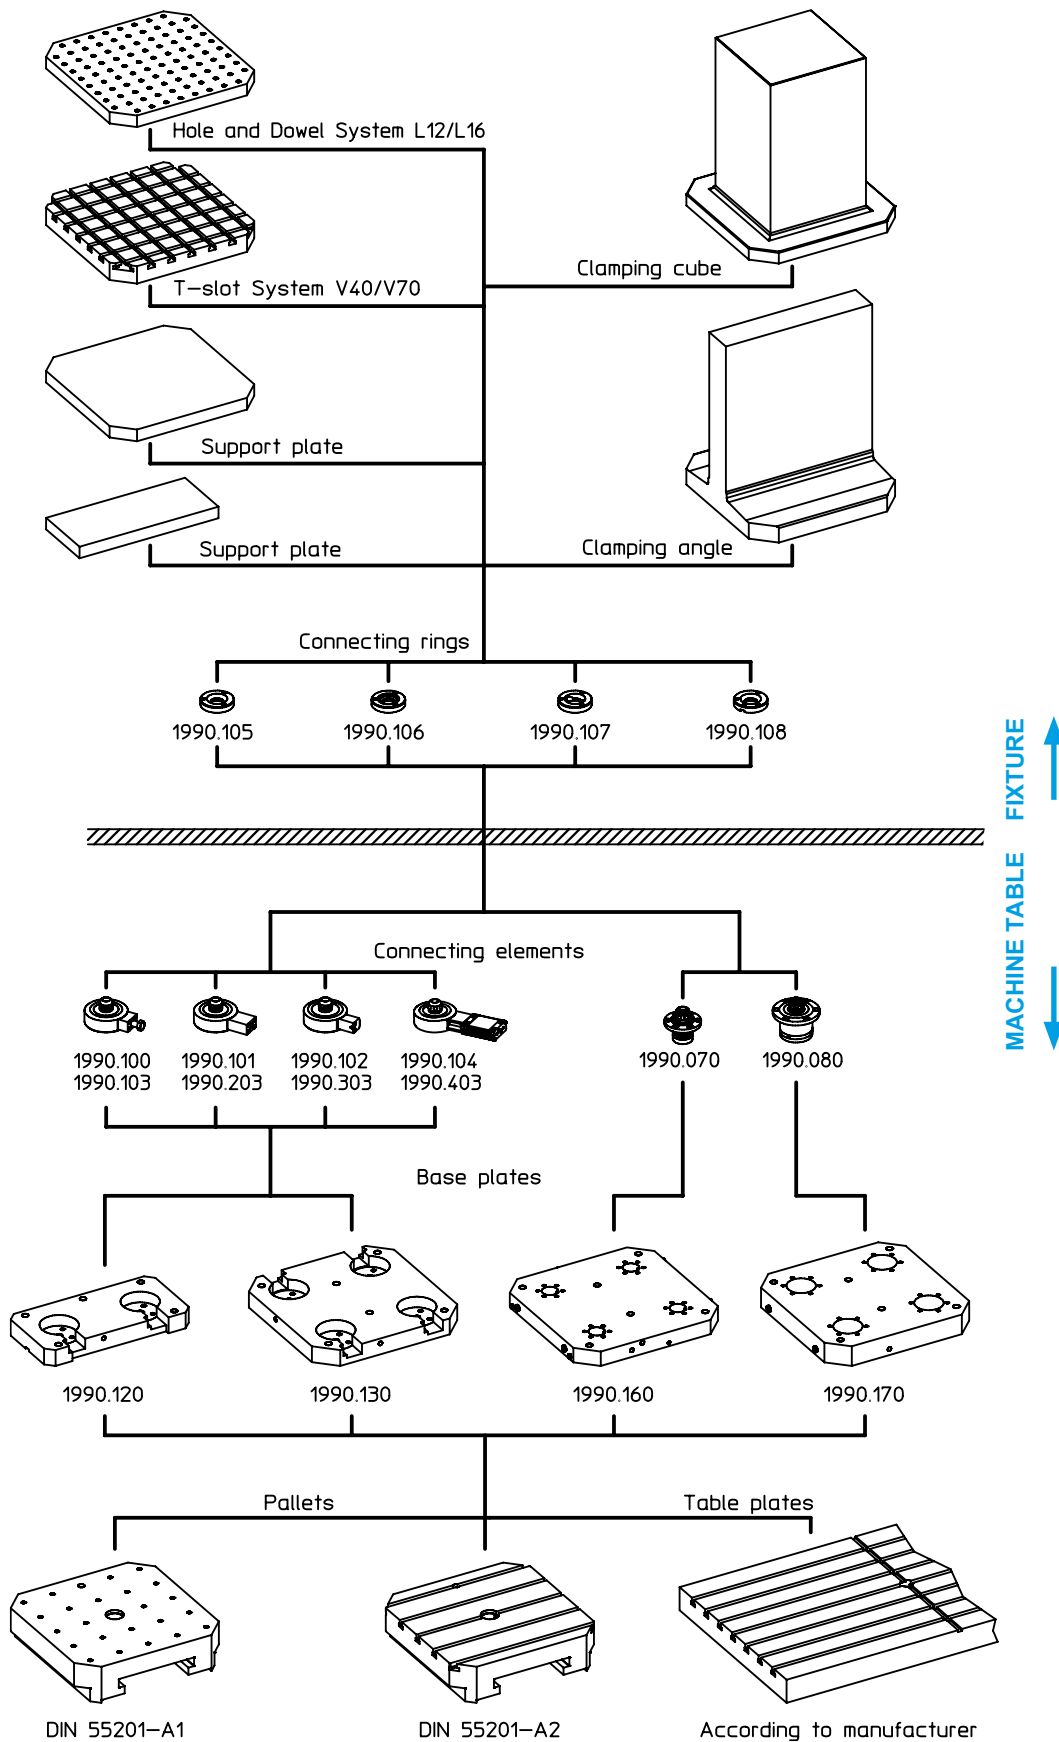 Hole and Dowel System L12/L16
Clamping cube
T-slot System V40/V70
Support plate
Support plate
Clamping angle
Connecting rings
1990.105
1990.106
1990.107
1990.108
FIXTURE
MACHINE TABLE
Connecting elements
1990.100
1990.103
1990.101
1990.203
1990.102
1990.303
1990.104
1990.403
1990.070
1990.080
Base plates
1990.120
1990.130
1990.160
1990.170
Pallets
Table plates
DIN 55201-A1
DIN 55201-A2
According to manufacturer